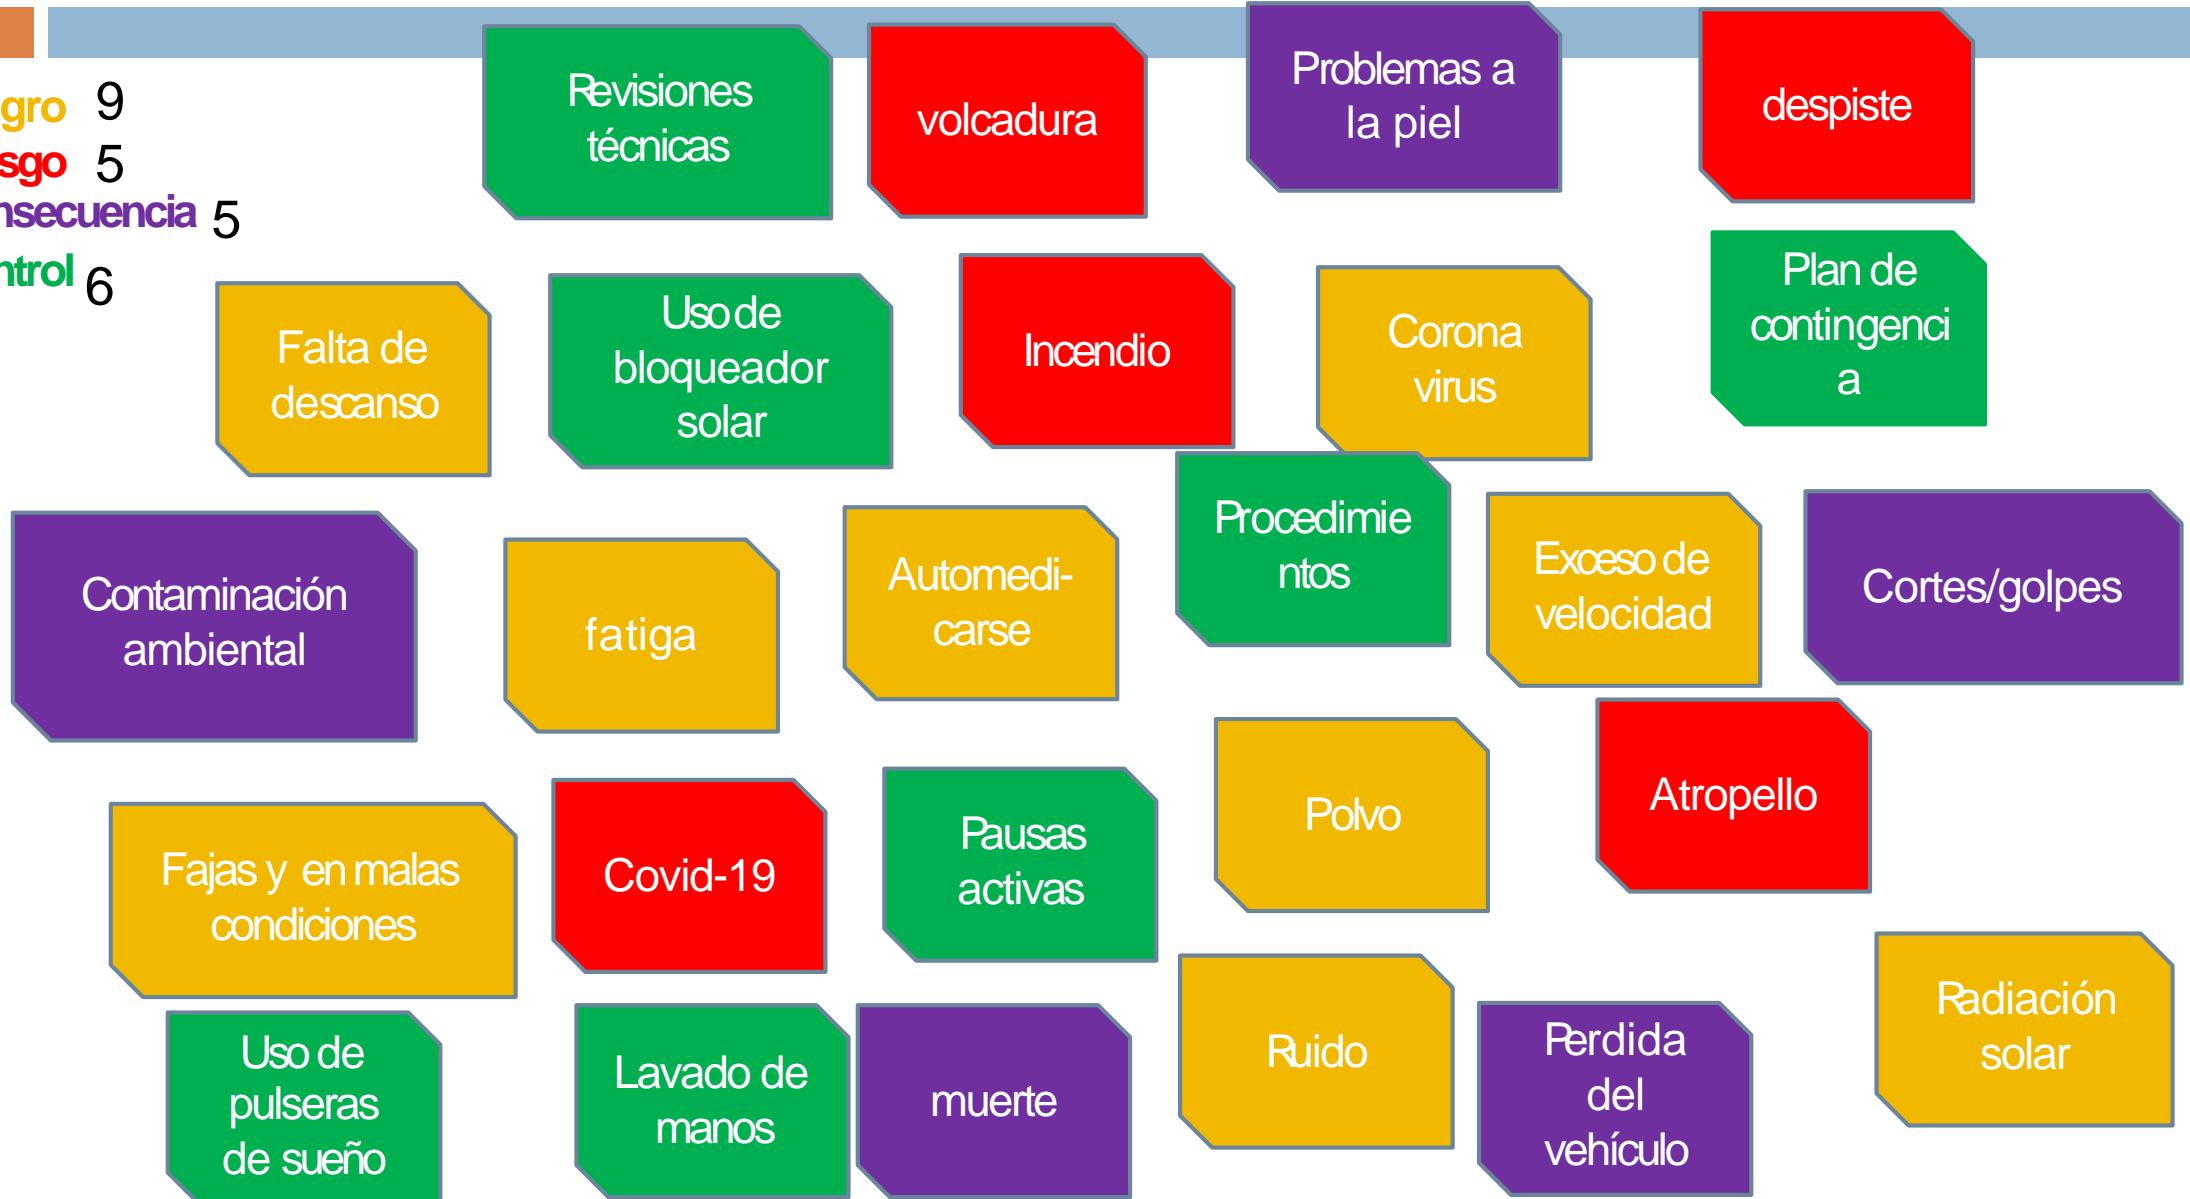 gro 9
sgo 5
nsecuencia 5
ntrol 6
Revisiones
técnicas
volcadura
Problemas a
la piel
despiste
Falta de
descanso
Uso de
bloqueador
solar
Incendio
Corona
virus
Plan de
contingenci
a
Contaminación
ambiental
fatiga
Automedi-
carse
Procedimie
ntos
Exceso de
velocidad
Cortes/golpes
Fajas y en malas
condiciones
Covid-19
Pausas
activas
Polvo
Atropello
Uso de
pulseras
de sueño
Lavado de
manos
muerte
Ruido
Perdida
del
vehículo
Radiación
solar